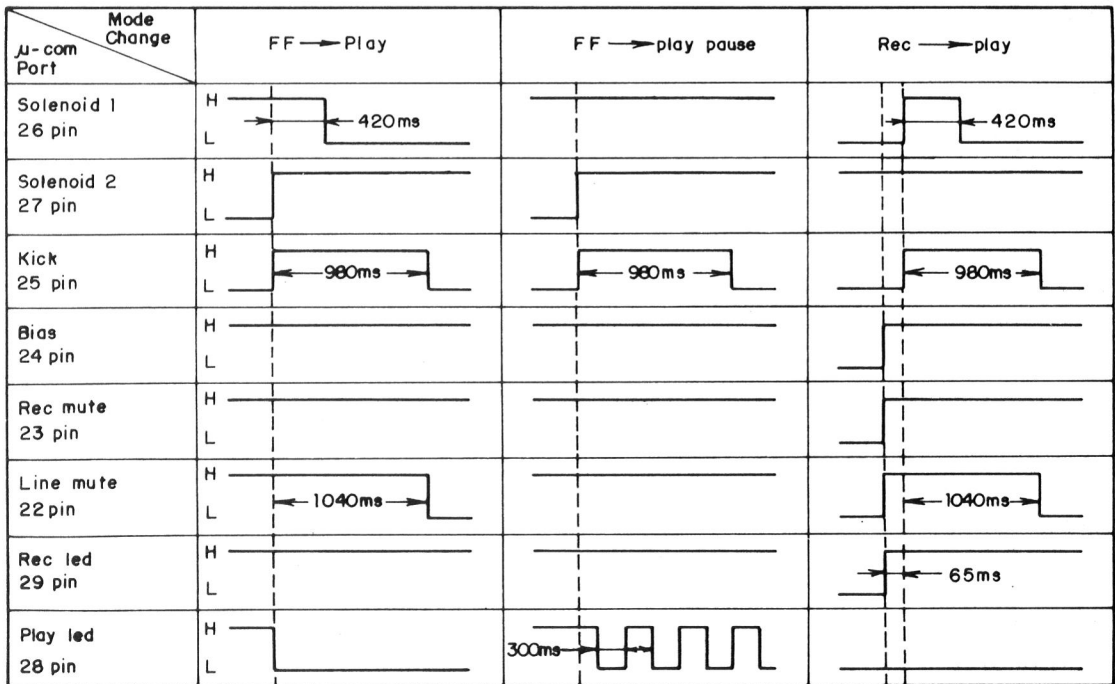 Mode
Change
μ-com
Port
FF → Play
FF → play pause
Rec → play
Solenoid 1
26 pin
H
L
420ms
420ms
Solenoid 2
27 pin
H
L
Kick
25 pin
H
L
980ms
980ms
980ms
Bias
24 pin
H
L
Rec mute
23 pin
H
L
Line mute
22 pin
H
L
1040ms
1040ms
Rec led
29 pin
H
L
65ms
Play led
28 pin
H
L
300ms